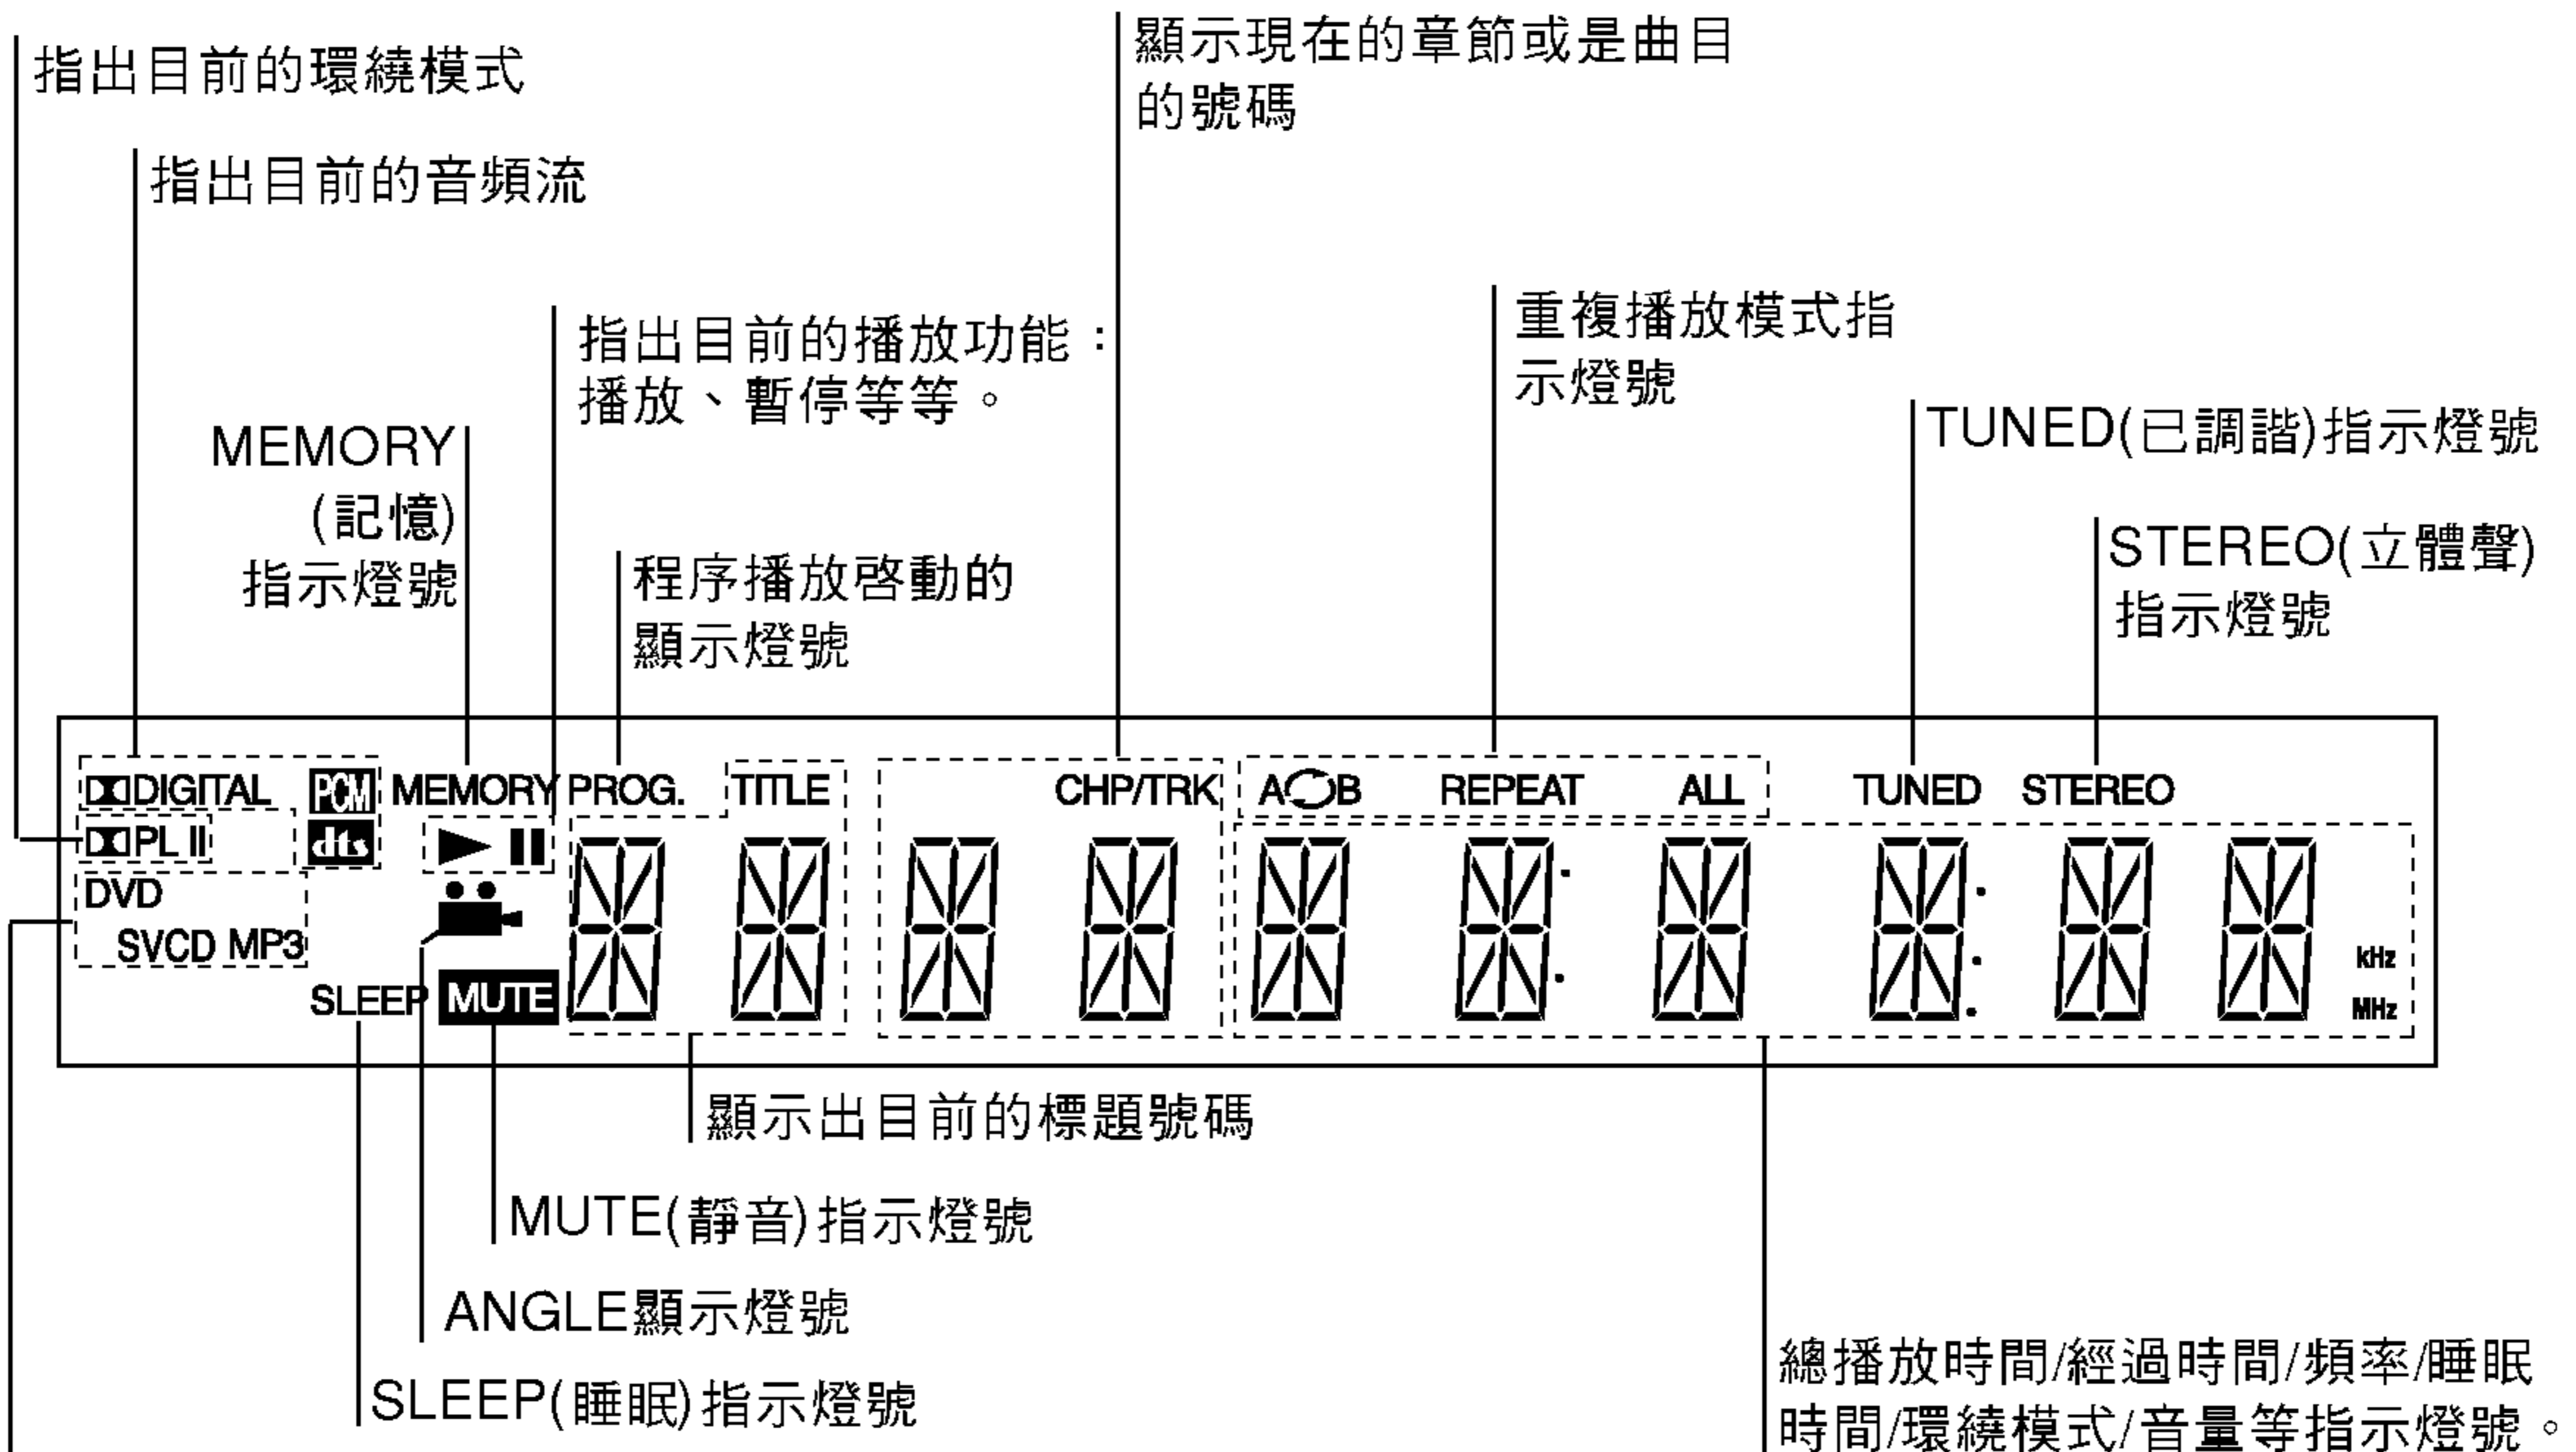 指出目前的環繞模式
顯示現在的章節或是曲目
的號碼
指出目前的音頻流
指出目前的播放功能：
播放、暫停等等。
重複播放模式指
示燈號
MEMORY
(記憶)
指示燈號
TUNED(已調諧)指示燈號
STEREO(立體聲)
指示燈號
程序播放啓動的
顯示燈號
DIGITAL PCM MEMORY PROG. TITLE CHP/TRK A B REPEAT ALL TUNED STEREO
PL II dts
DVD
SVCD MP3
kHz
SLEEP MUTE MHz
顯示出目前的標題號碼
MUTE(靜音)指示燈號
ANGLE顯示燈號
SLEEP(睡眠)指示燈號
總播放時間/經過時間/頻率/睡眠
時間/環繞模式/音量等指示燈號。